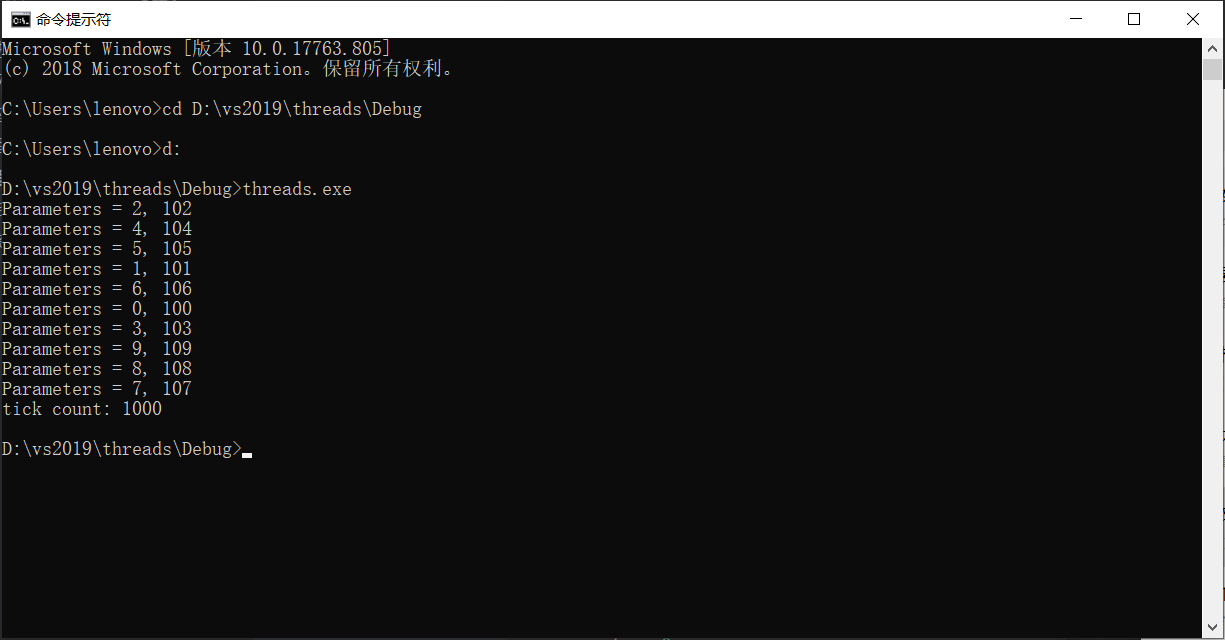 命令提示符
Microsoft Windows [版本 10.0.17763.805]
(c) 2018 Microsoft Corporation。保留所有权利。
C:\Users\lenovo>cd D:\vs2019\threads\Debug
C:\Users\lenovo>d:
D:\vs2019\threads\Debug>threads.exe
Parameters = 2, 102
Parameters = 4, 104
Parameters = 5, 105
Parameters = 1, 101
Parameters = 6, 106
Parameters = 0, 100
Parameters = 3, 103
Parameters = 9, 109
Parameters = 8, 108
Parameters = 7, 107
tick count: 1000
D:\vs2019\threads\Debug>